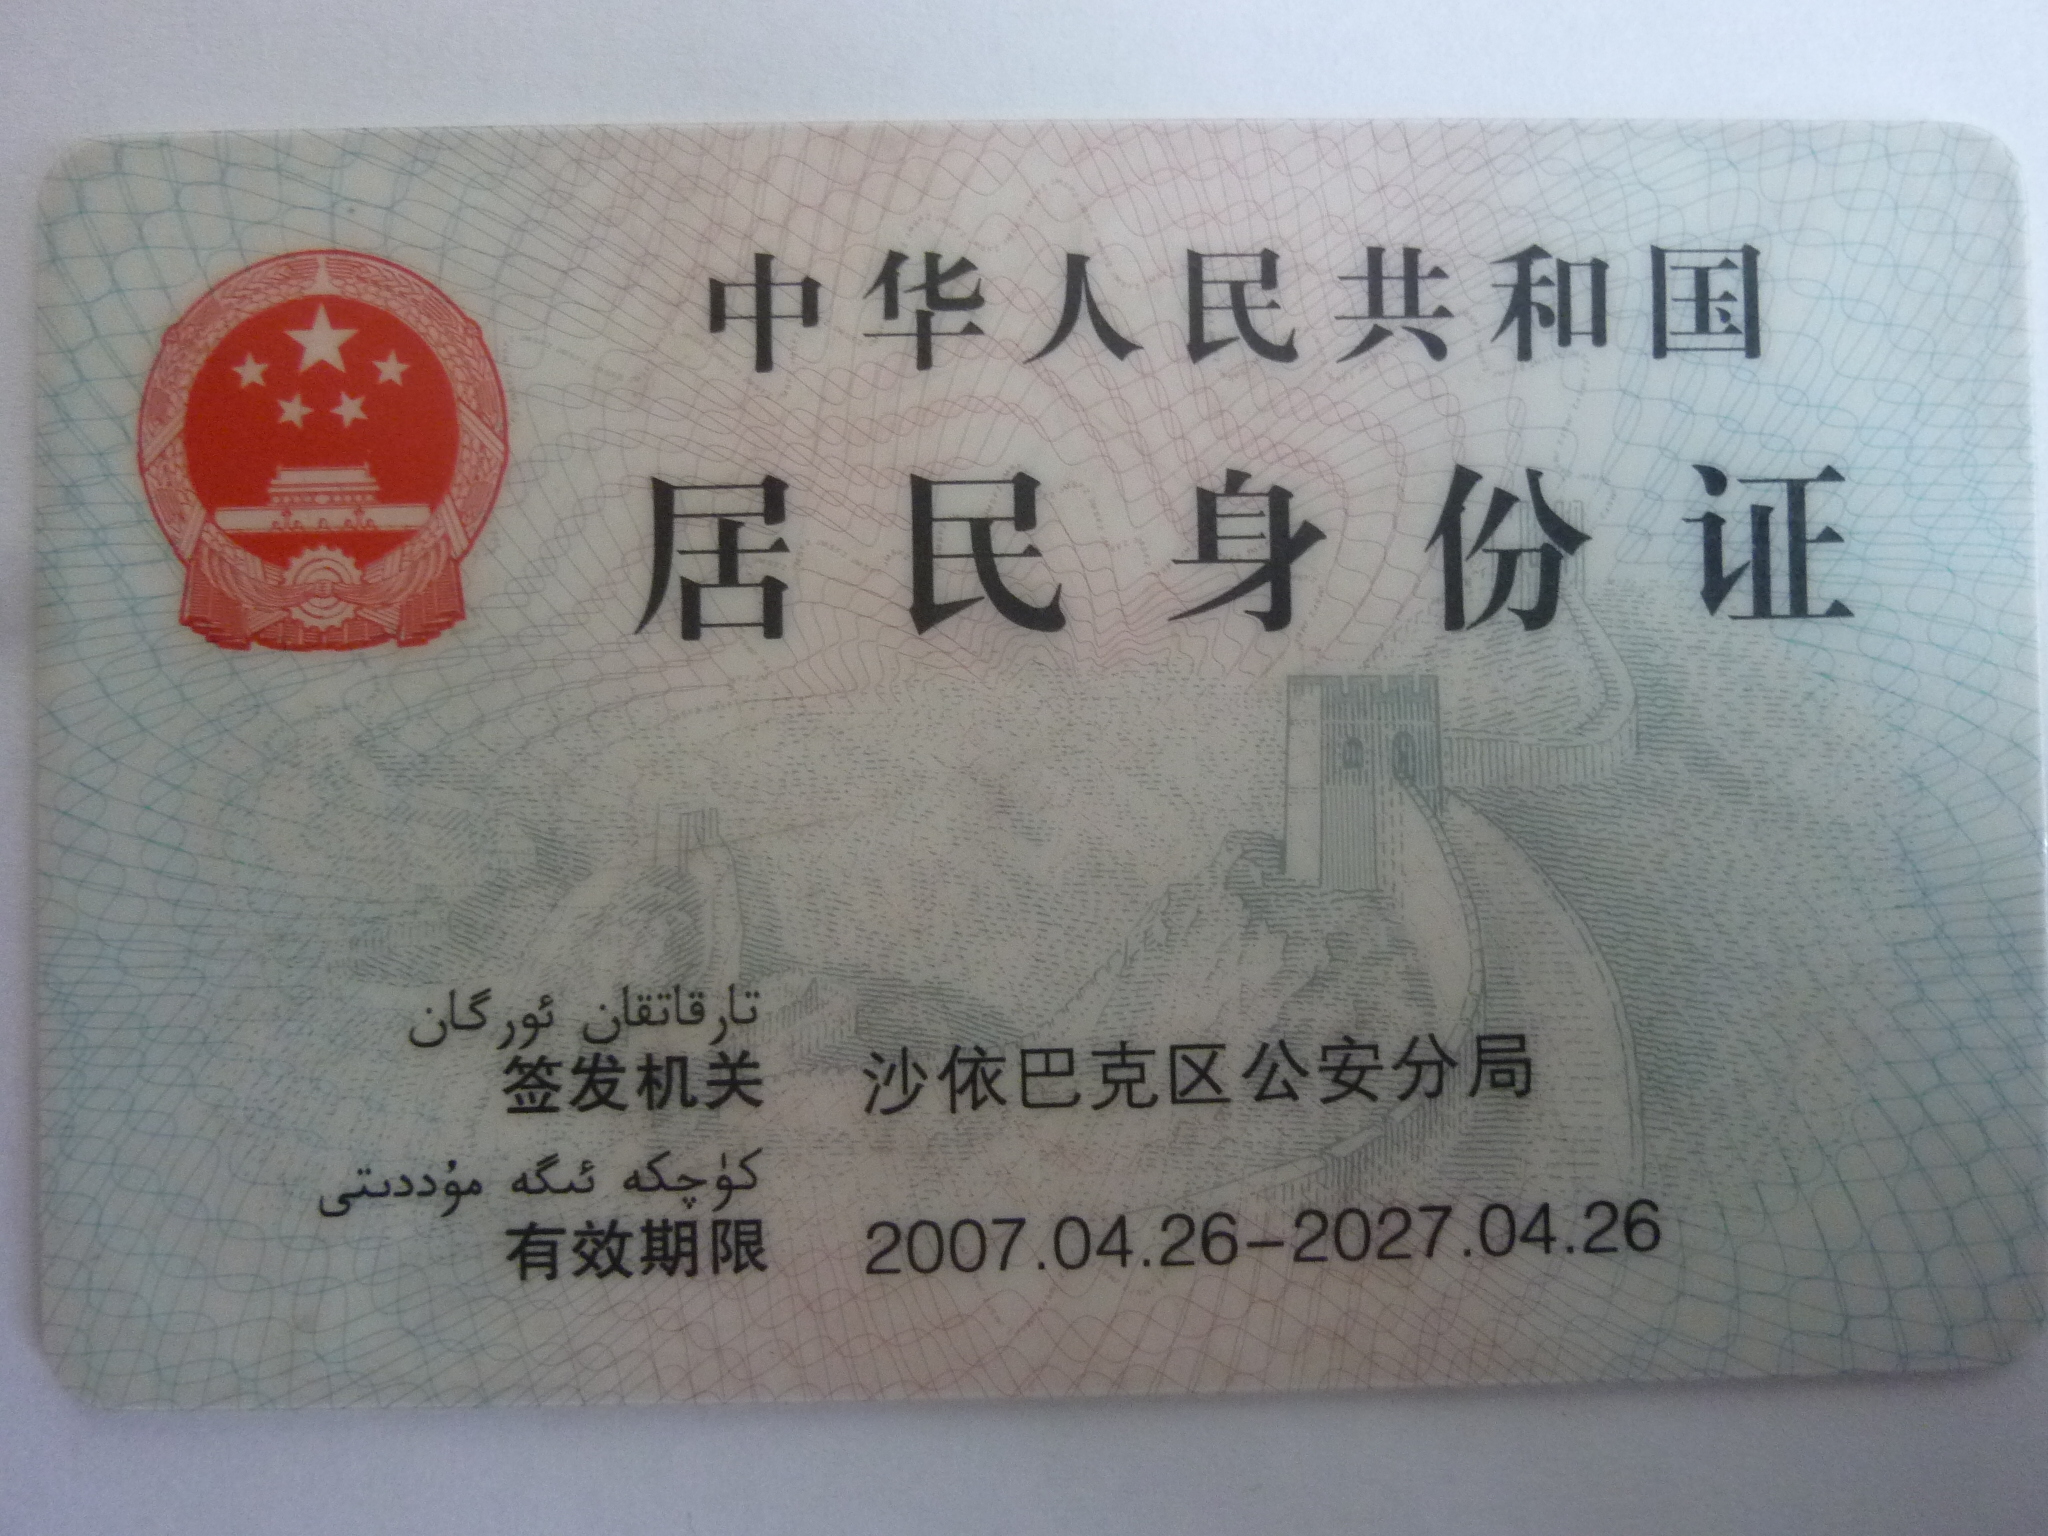 中华人民共和国
居民身份证
تارقاتقان ئورگان
签发机关 沙依巴克区公安分局
كۈچكە ئىگە مۇددىتى
有效期限 2007.04.26-2027.04.26